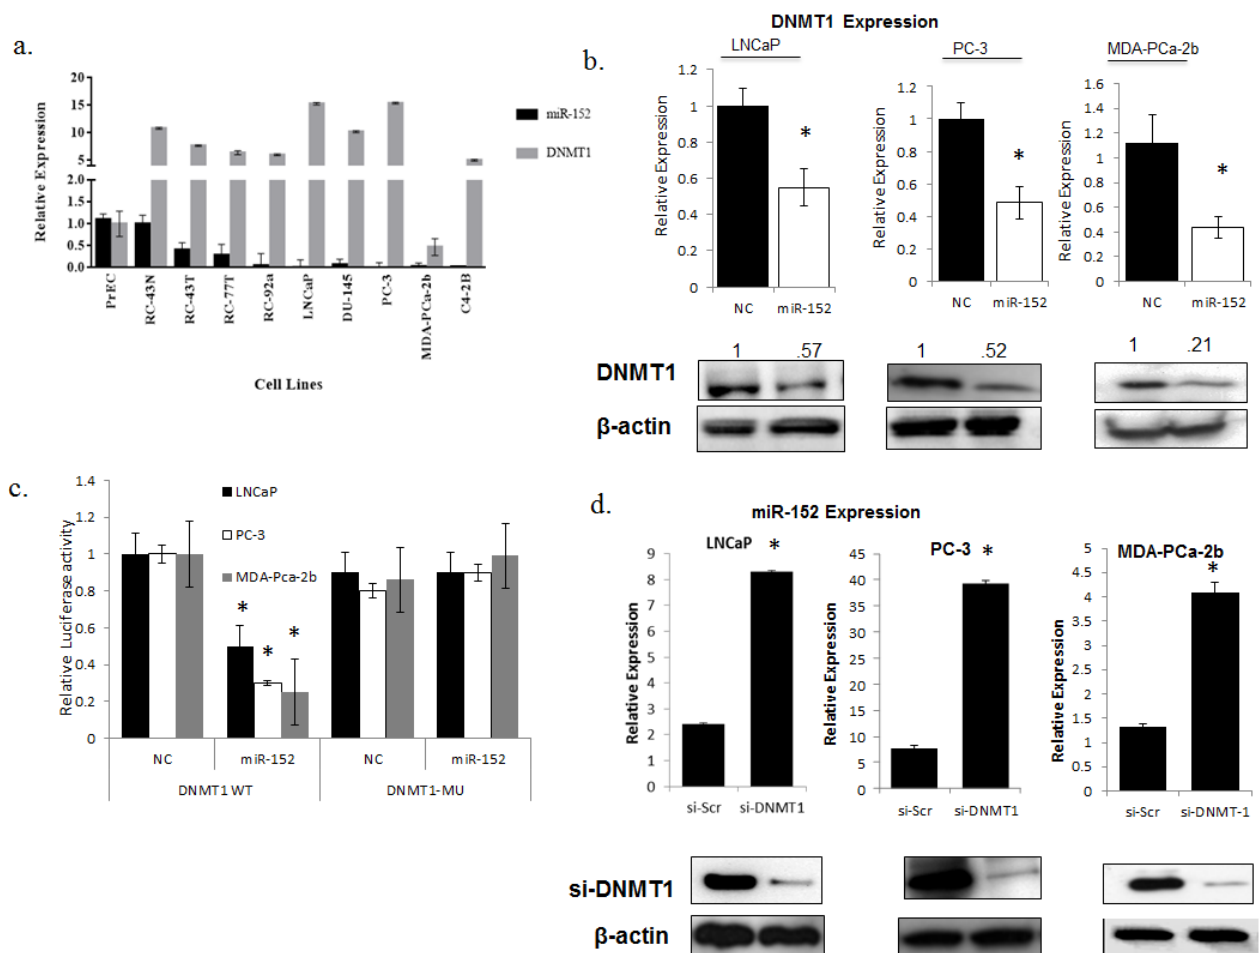 a.
20
15
10
5
2.0
1.5
1.0
0.5
0.0
Relative Expression
miR-152
DNMT1
PrEC
RC-43N
RC-43T
RC-77T
RC-92a
LNCaP
DU-145
PC-3
MDA-PCa-2b
C4-2B
Cell Lines
b.
DNMT1 Expression
LNCaP
1.2
1
0.8
0.6
0.4
0.2
0
Relative Expression
*
NC miR-152
PC-3
1.2
1
0.8
0.6
0.4
0.2
0
Relative Expression
*
NC miR-152
MDA-PCa-2b
1.6
1.4
1.2
1
0.8
0.6
0.4
0.2
0
Relative Expression
*
NC miR-152
1 .57
1 .52
1 .21
DNMT1
β-actin
c.
1.4
1.2
1
0.8
0.6
0.4
0.2
0
Relative Luciferase activity
LNCaP
PC-3
MDA-Pca-2b
* * *
NC miR-152 NC miR-152
DNMT1 WT DNMT1-MU
d.
miR-152 Expression
LNCaP
9
8
7
6
5
4
3
2
1
0
Relative Expression
*
si-Scr si-DNMT1
PC-3
45
40
35
30
25
20
15
10
5
0
Relative Expression
*
si-Scr si-DNMT1
MDA-PCa-2b
5
4.5
4
3.5
3
2.5
2
1.5
1
0.5
0
Relative Expression
*
si-Scr si-DNMT-1
si-DNMT1
β-actin